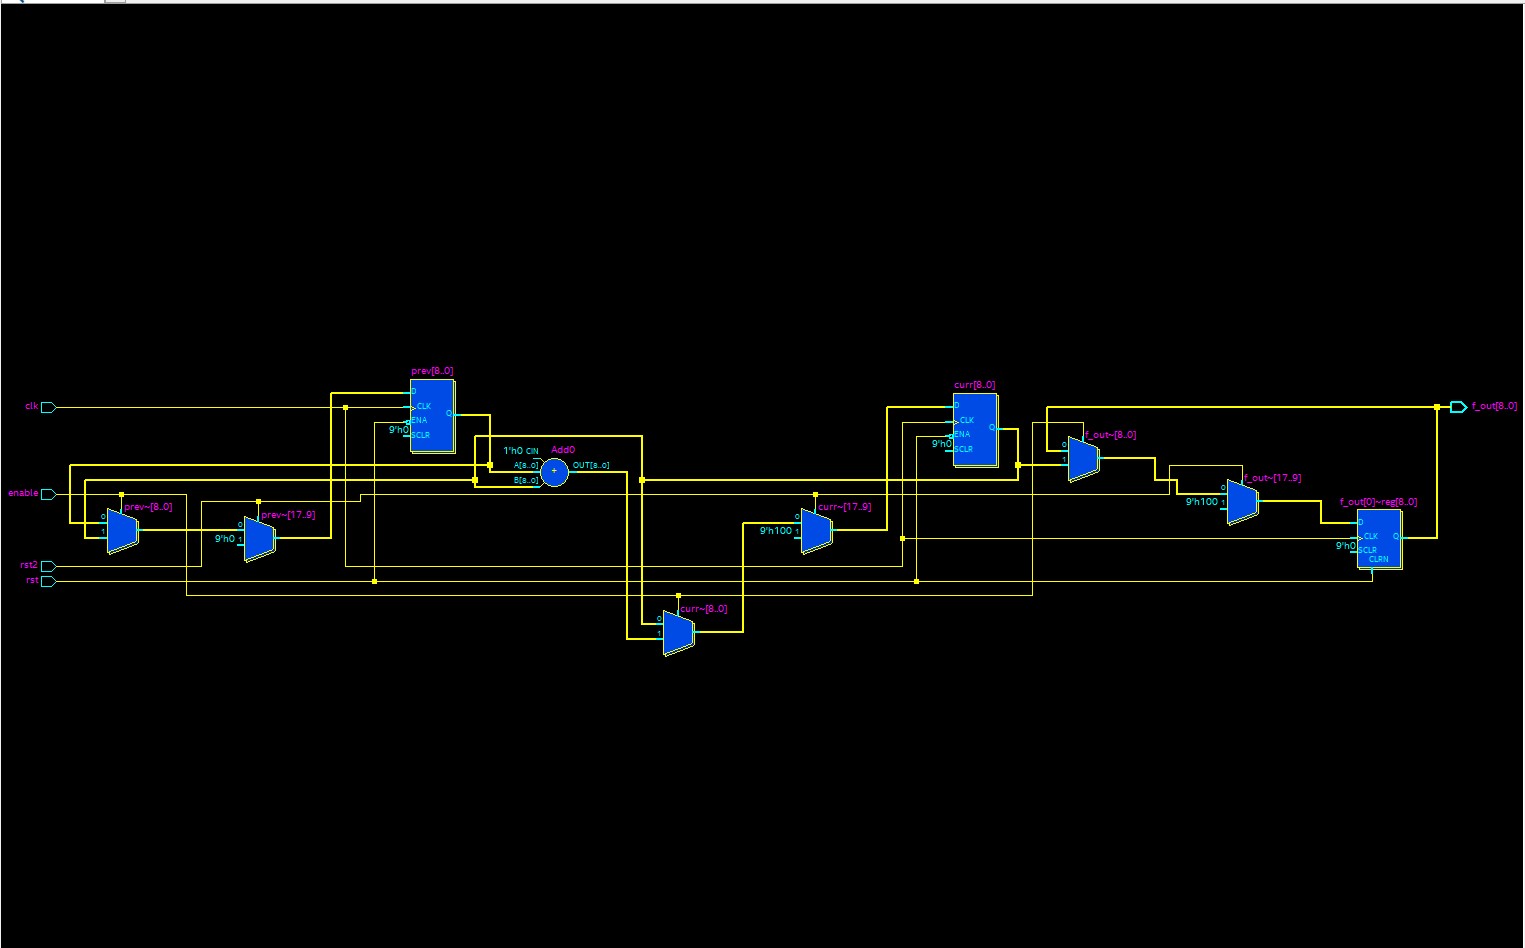 prev[8..0]
D
clk
CLK
Q
ENA
9'h0
SCLR
curr[8..0]
D
CLK
Q
ENA
9'h0
SCLR
f_out[8..0]
f_out~[8..0]
0
1
1'h0 CIN
Add0
A[8..0]
+
OUT[8..0]
B[8..0]
f_out~[17..9]
0
9'h100
1
enable
prev~[8..0]
0
1
prev~[17..9]
0
9'h0
1
curr~[17..9]
0
9'h100
1
f_out[0]~reg[8..0]
D
CLK
Q
9'h0
SCLR
CLRN
rst2
rst
curr~[8..0]
0
1